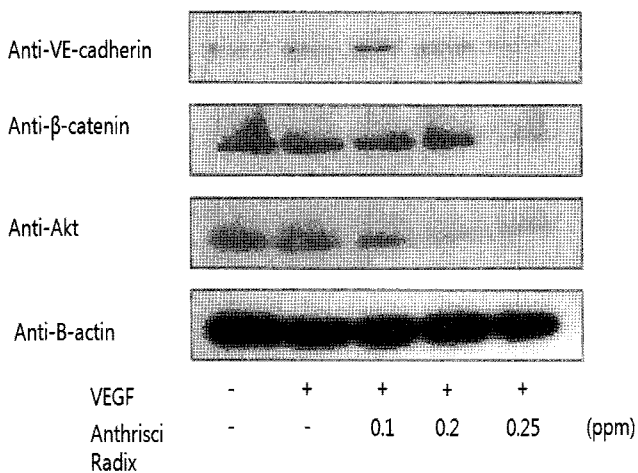 Anti-VE-cadherin
Anti-β-catenin
Anti-Akt
Anti-B-actin
VEGF - + + + +
Anthrisci - - 0.1 0.2 0.25 (ppm)
Radix